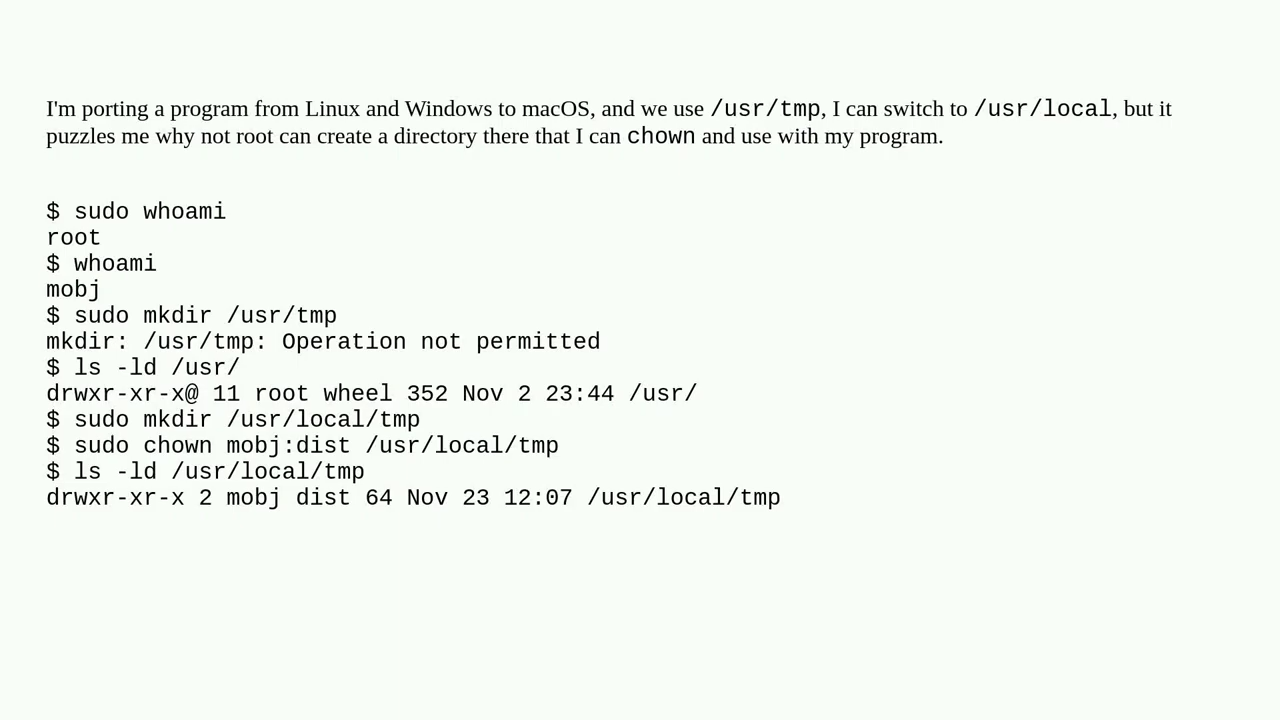 I'm porting a program from Linux and Windows to macOS, and we use /usr/tmp, I can switch to /usr/local, but it
puzzles me why not root can create a directory there that I can chown and use with my program.
$ sudo whoami
root
$ whoami
mobj
$ sudo mkdir /usr/tmp
mkdir: /usr/tmp: Operation not permitted
$ ls -ld /usr/
drwxr-xr-x@ 11 root wheel 352 Nov 2 23:44 /usr/
$ sudo mkdir /usr/local/tmp
$ sudo chown mobj:dist /usr/local/tmp
$ ls -ld /usr/local/tmp
drwxr-xr-x 2 mobj dist 64 Nov 23 12:07 /usr/local/tmp